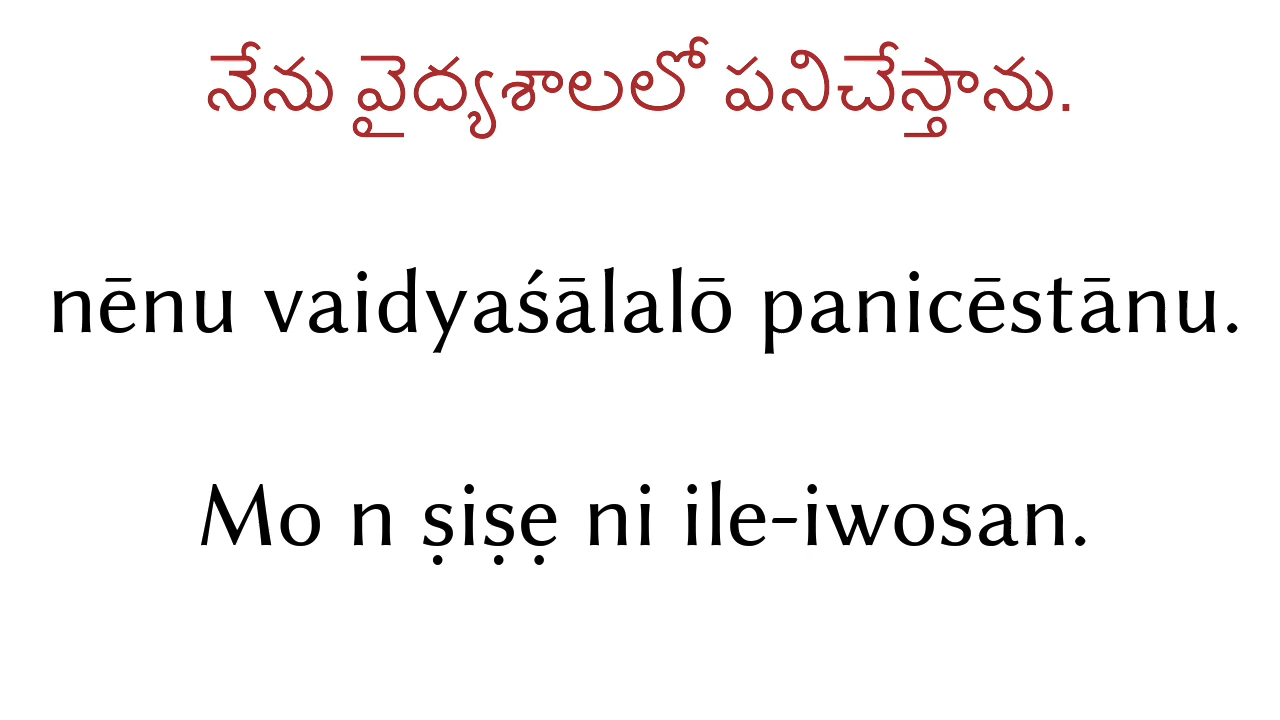 నేను వైద్యశాలలో పనిచేస్తాను.
nēnu vaidyaśālalō panicēstānu.
Mo n ṣiṣẹ ni ile-iwosan.